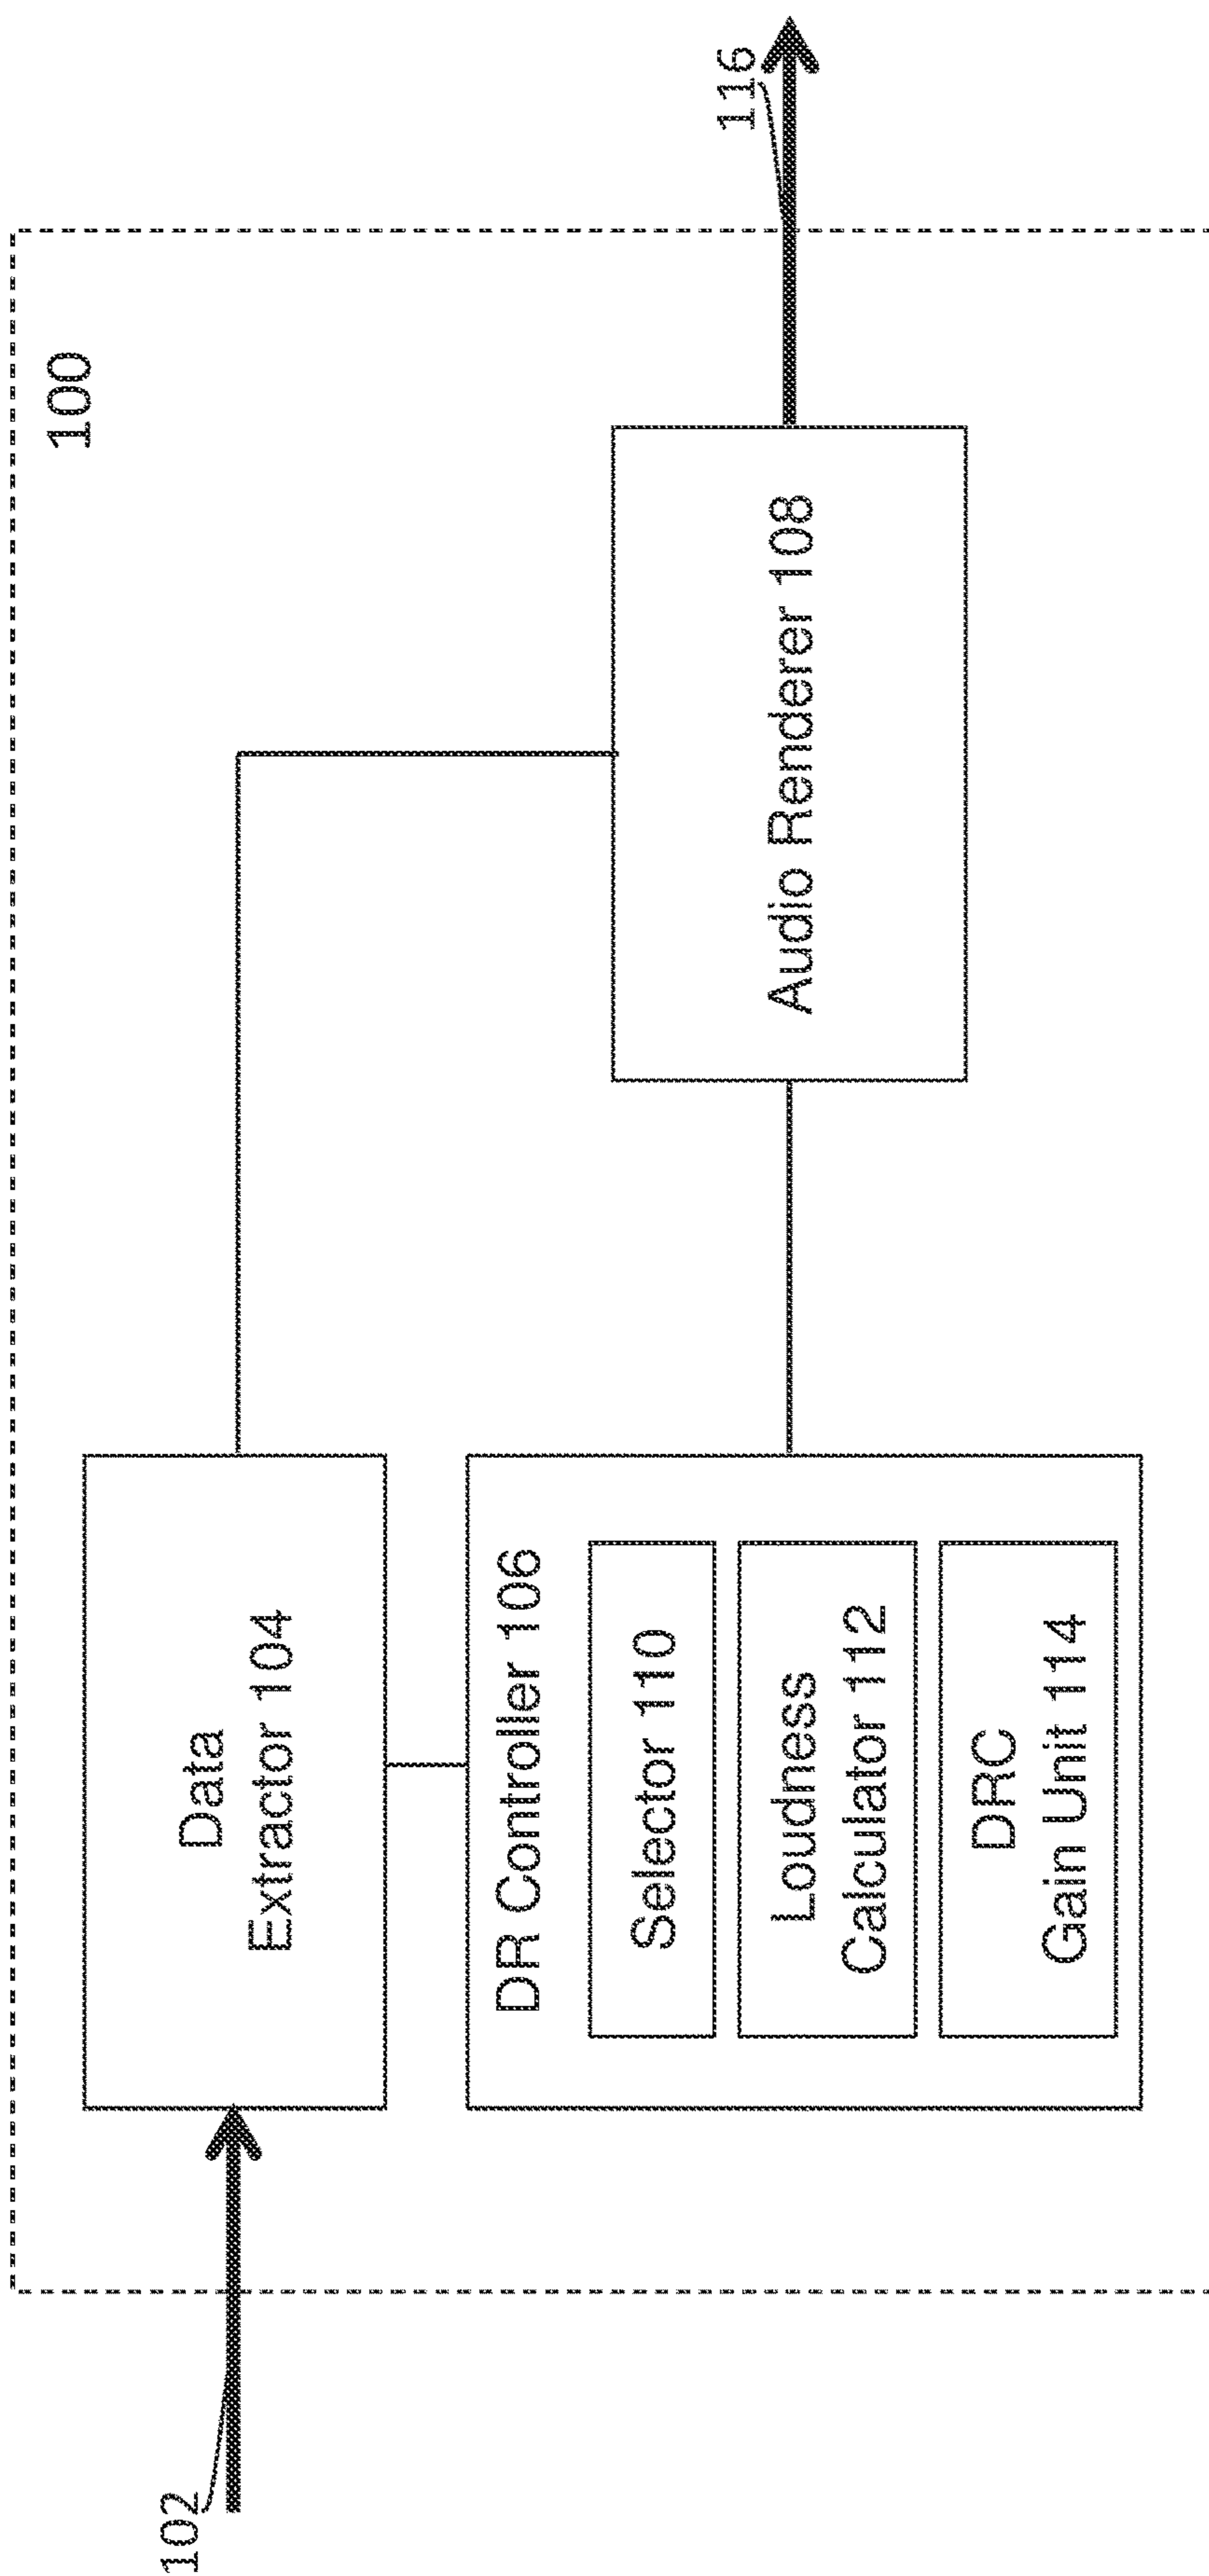 100
102
Data
Extractor 104
DR Controller 106
Selector 110
Loudness
Calculator 112
DRC
Gain Unit 114
Audio Renderer 108
116